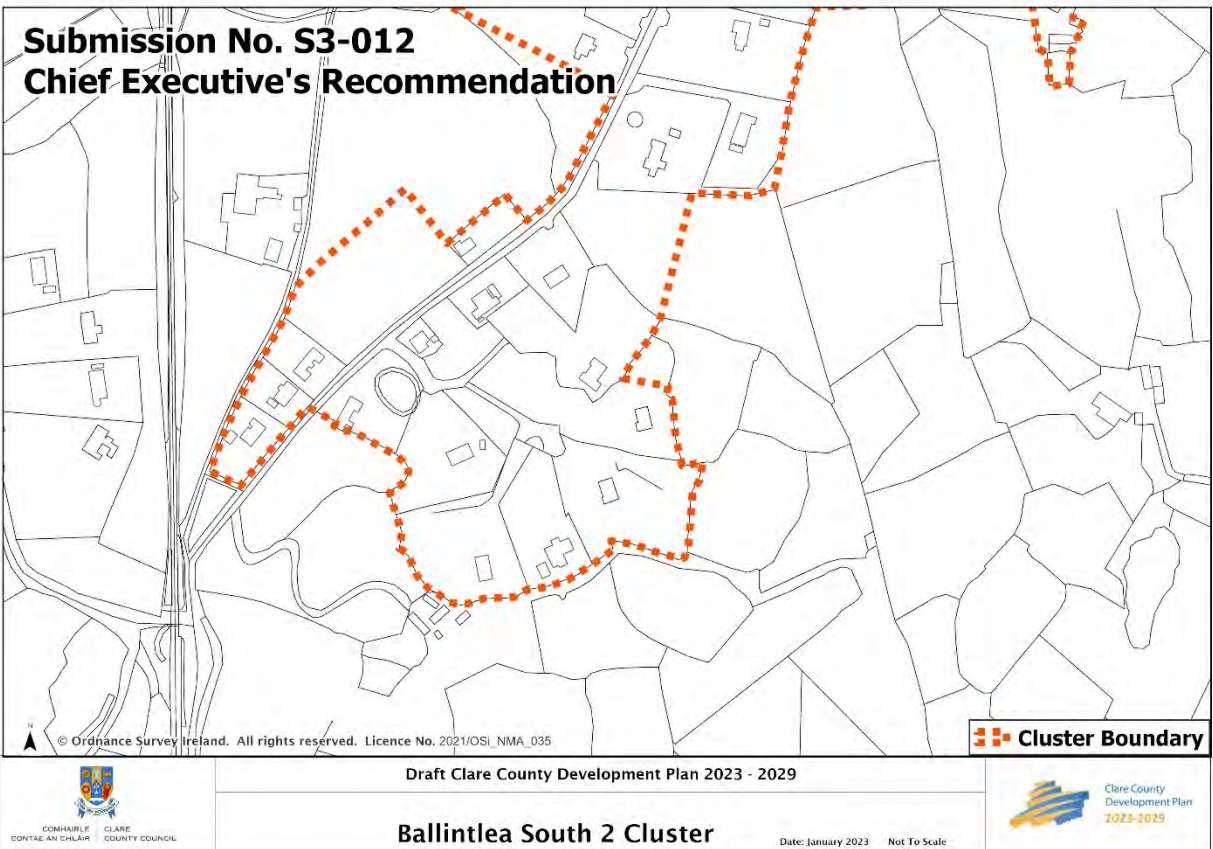 Submission No. S3-012
Chief Executive's Recommendation
N
© Ordnance Survey Ireland. All rights reserved. Licence No. 2021/OSi_NMA_035
Cluster Boundary
COMHAIRLE CONTAE AN CHLÁIR
CLARE COUNTY COUNCIL
Draft Clare County Development Plan 2023 - 2029
Ballintlea South 2 Cluster
Date: January 2023 Not To Scale
Clare County
Development Plan
2023-2029